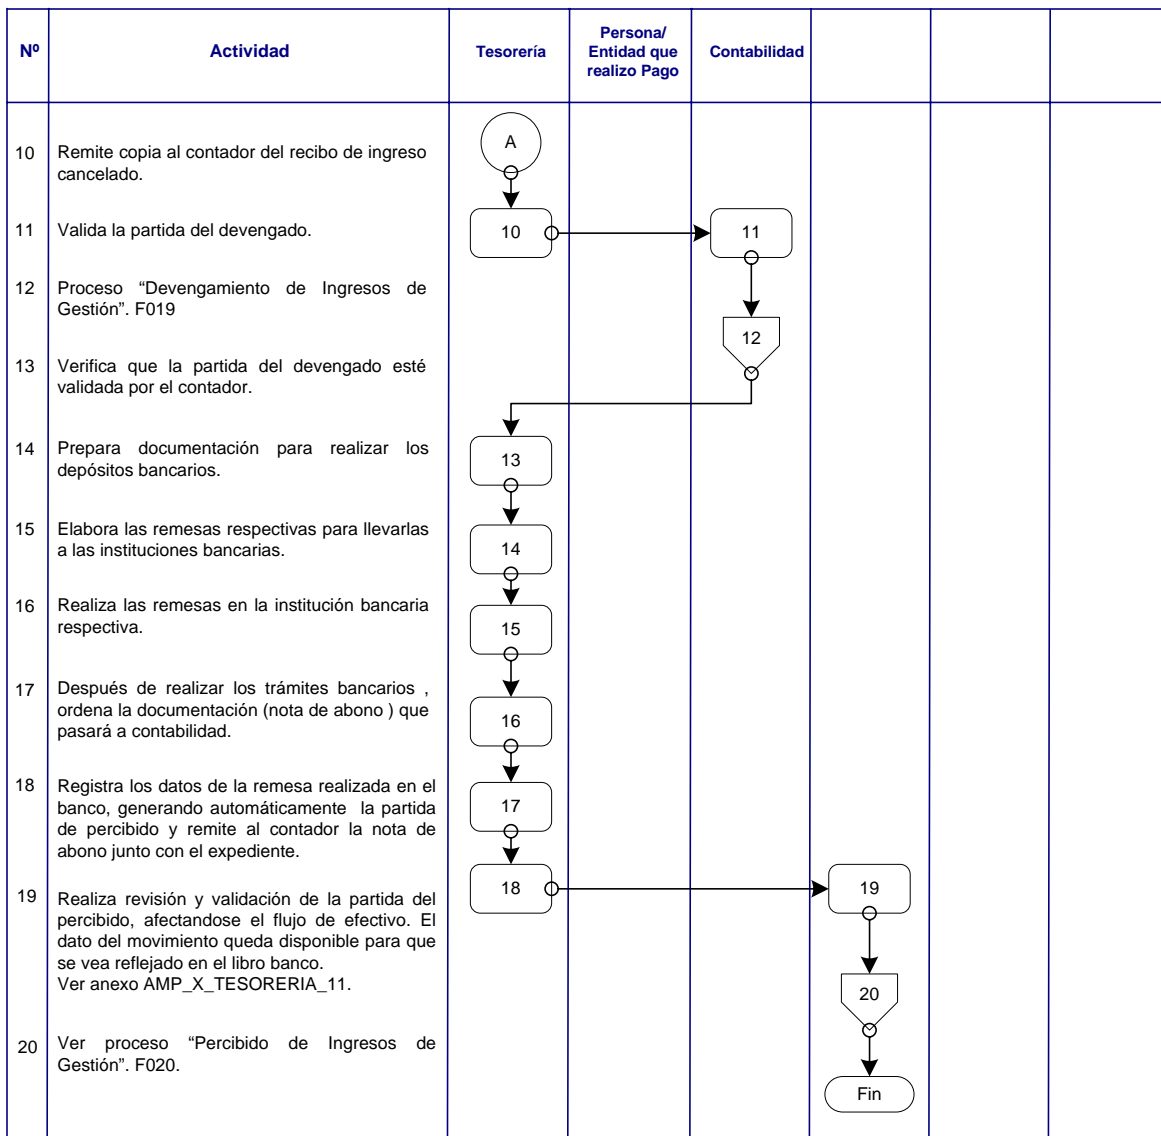 Nº
Actividad
Tesorería
Persona/
Entidad que
realizo Pago
Contabilidad
10
Remite copia al contador del recibo de ingreso
cancelado.
11
Valida la partida del devengado.
12
Proceso “Devengamiento de Ingresos de
Gestión”. F019
13
Verifica que la partida del devengado esté
validada por el contador.
14
Prepara documentación para realizar los
depósitos bancarios.
15
Elabora las remesas respectivas para llevarlas
a las instituciones bancarias.
16
Realiza las remesas en la institución bancaria
respectiva.
17
Después de realizar los trámites bancarios ,
ordena la documentación (nota de abono ) que
pasará a contabilidad.
18
Registra los datos de la remesa realizada en el
banco, generando automáticamente la partida
de percibido y remite al contador la nota de
abono junto con el expediente.
19
Realiza revisión y validación de la partida del
percibido, afectandose el flujo de efectivo. El
dato del movimiento queda disponible para que
se vea reflejado en el libro banco.
Ver anexo AMP_X_TESORERIA_11.
20
Ver proceso “Percibido de Ingresos de
Gestión”. F020.
A
10
11
12
13
14
15
16
17
18
19
20
Fin